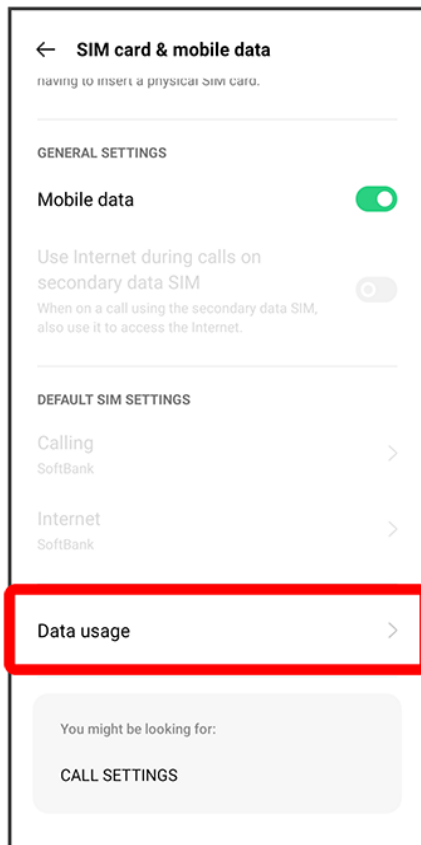 SIM card & mobile data
having to insert a physical SIM card.
GENERAL SETTINGS
Mobile data
Use Internet during calls on
secondary data SIM
When on a call using the secondary data SIM,
also use it to access the Internet.
DEFAULT SIM SETTINGS
Calling
SoftBank
Internet
SoftBank
Data usage
You might be looking for:
CALL SETTINGS